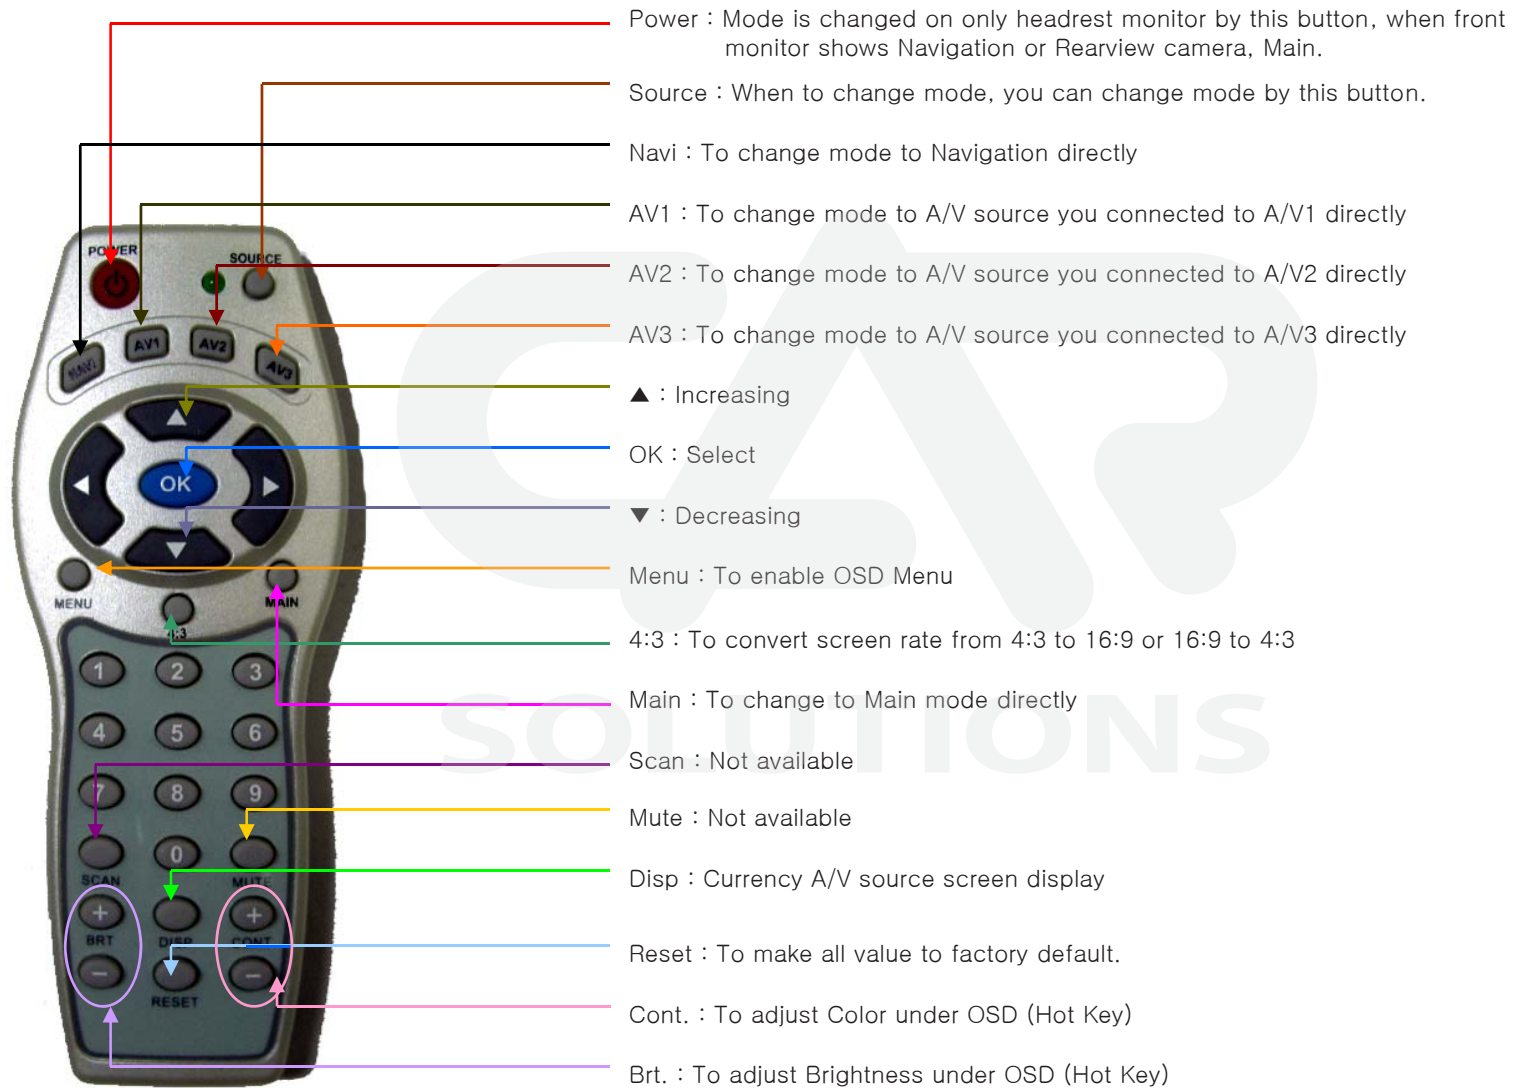 Power : Mode is changed on only headrest monitor by this button, when front
monitor shows Navigation or Rearview camera, Main.
Source : When to change mode, you can change mode by this button.
Navi : To change mode to Navigation directly
AV1 : To change mode to A/V source you connected to A/V1 directly
AV2 : To change mode to A/V source you connected to A/V2 directly
AV3 : To change mode to A/V source you connected to A/V3 directly
▲ : Increasing
OK : Select
▼ : Decreasing
Menu : To enable OSD Menu
4:3 : To convert screen rate from 4:3 to 16:9 or 16:9 to 4:3
Main : To change to Main mode directly
Scan : Not available
Mute : Not available
Disp : Currency A/V source screen display
Reset : To make all value to factory default.
Cont. : To adjust Color under OSD (Hot Key)
Brt. : To adjust Brightness under OSD (Hot Key)
POWER
SOURCE
AV1
AV2
AV3
OK
MENU
MAIN
4:3
1 2 3
4 5 6
7 8 9
0
SCAN
MUTE
+ +
BRT DISP CONT
- -
RESET
CAR
SOLUTIONS